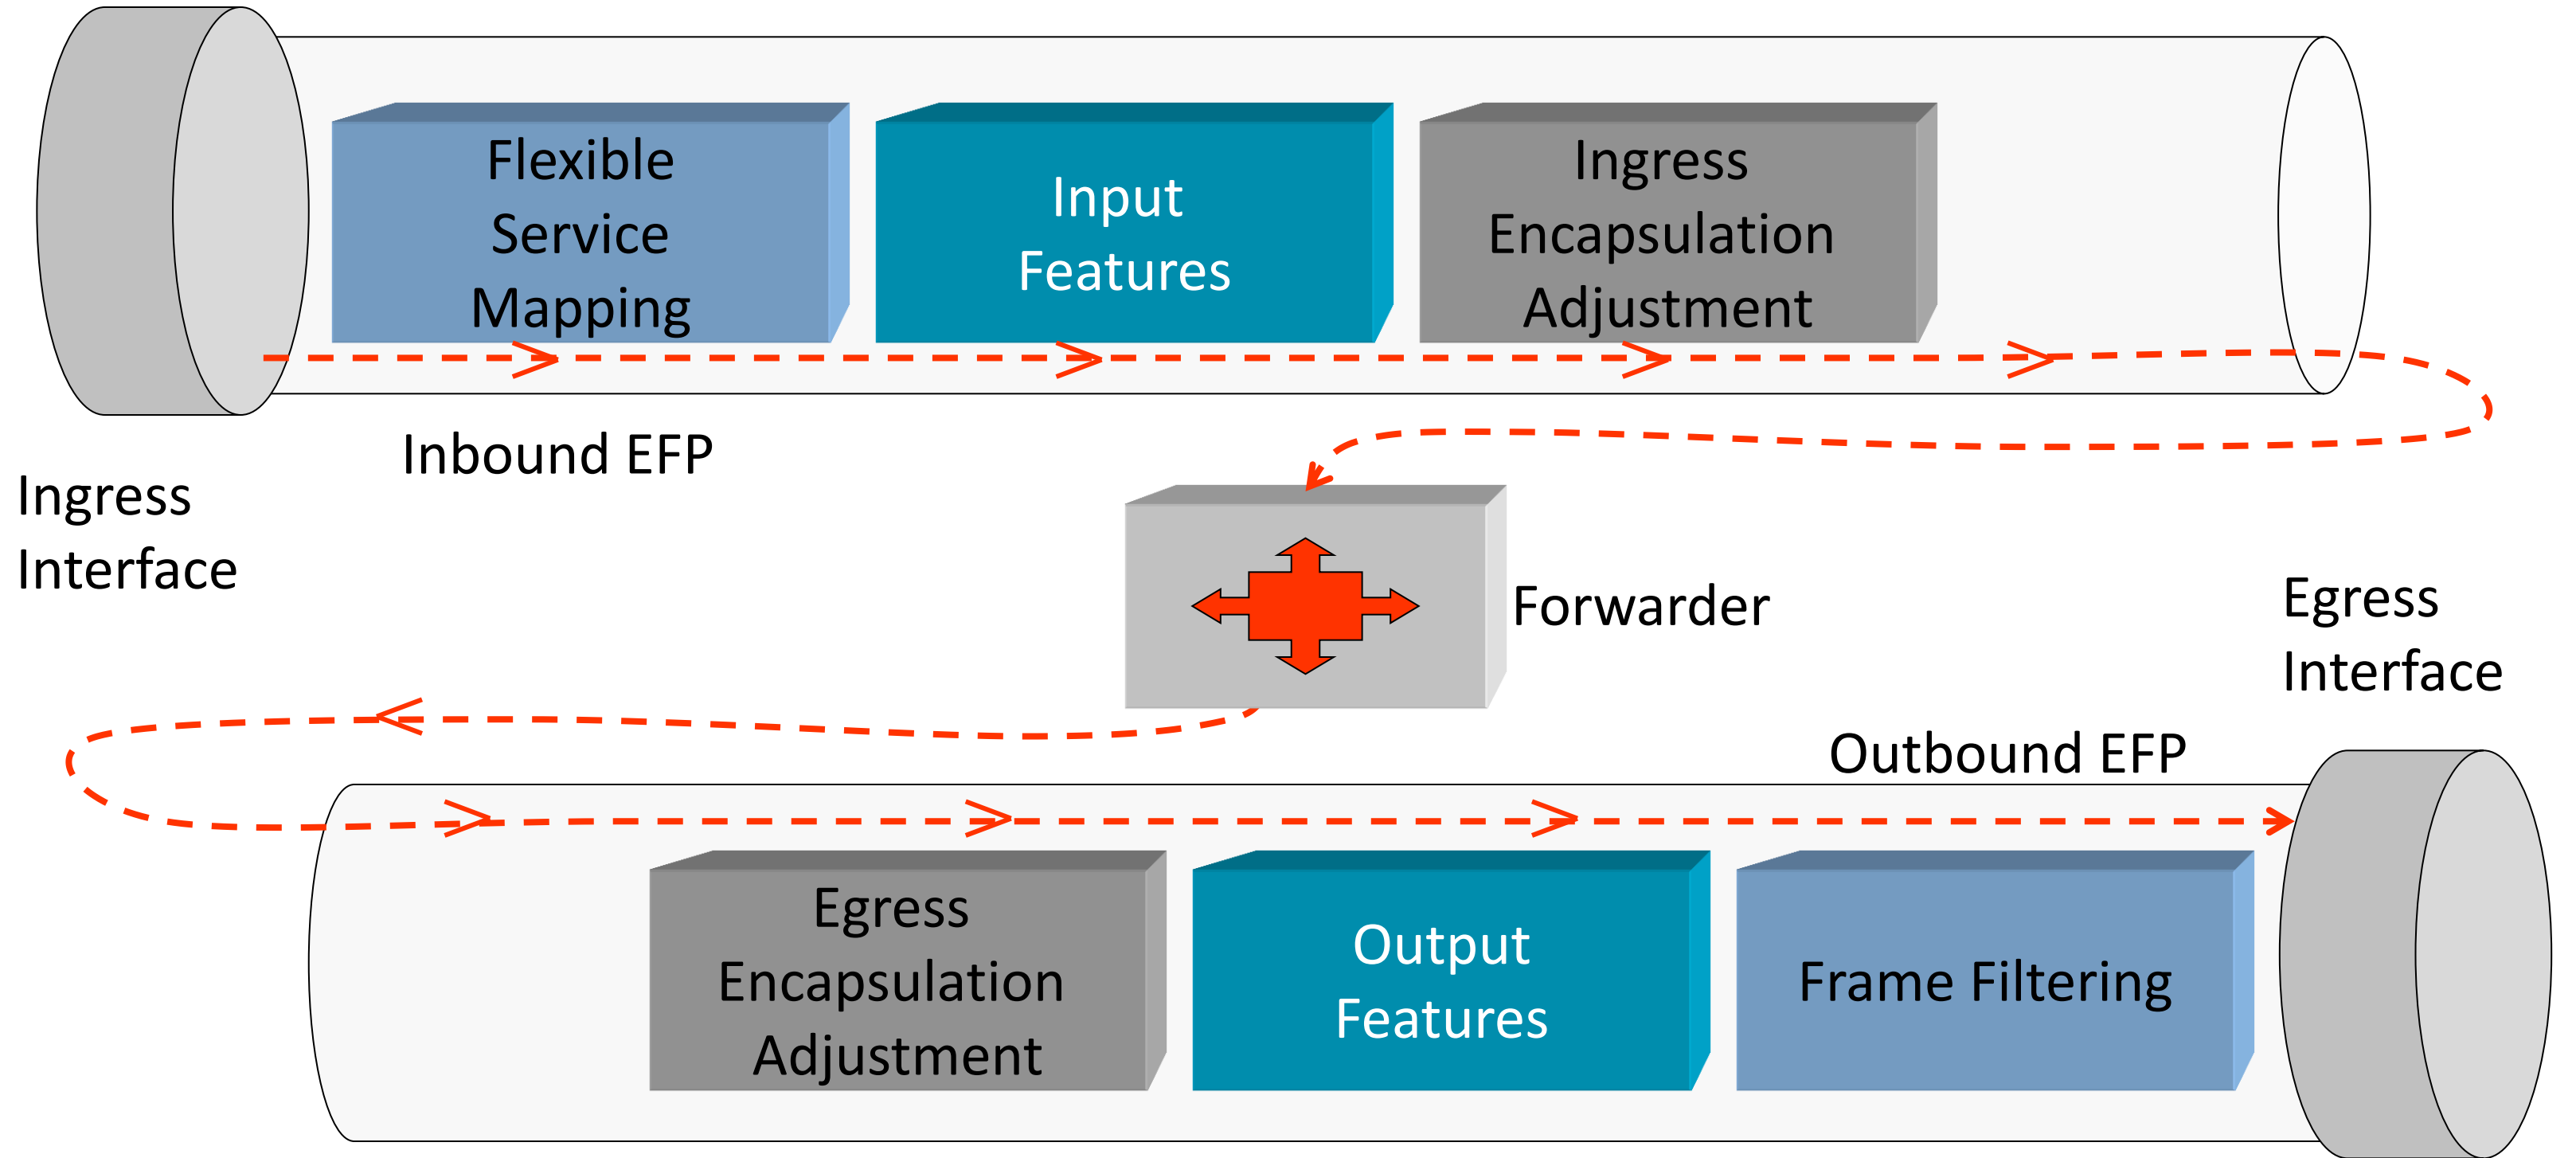 Flexible
Service
Mapping
Input
Features
Ingress
Encapsulation
Adjustment
Inbound EFP
Ingress
Interface
Forwarder
Egress
Interface
Outbound EFP
Egress
Encapsulation
Adjustment
Output
Features
Frame Filtering